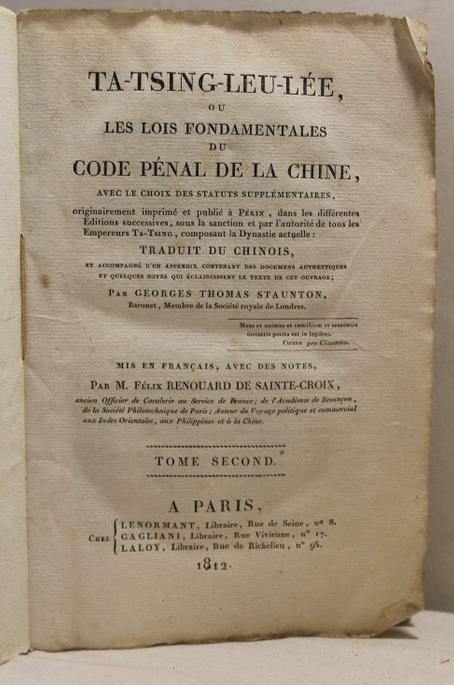 TA-TSING-LEU-LÉE,
OU
LES LOIS FONDAMENTALES
DU
CODE PÉNAL DE LA CHINE,
AVEC LE CHOIX DES STATUTS SUPPLÉMENTAIRES,
originairement imprimé et publié à PÉKIN, dans les différentes
Editions successives, sous la sanction et par l'autorité de tous les
Empereurs TA-TSING, composant la Dynastie actuelle :
TRADUIT DU CHINOIS,
ET ACCOMPAGNÉ D'UN APPENDIX CONTENANT DES DOCUMENS AUTHENTIQUES
ET QUELQUES NOTES QUI ÉCLAIRCISSENT LE TEXTE DE CET OUVRAGE ;
PAR GEORGES THOMAS STAUNTON,
Baronet, Membre de la Société royale de Londres.
Mens et animus et consilium et sententia
civitatis posita est in legibus.
CICERO pro Cluentio.
MIS EN FRANÇAIS, AVEC DES NOTES,
PAR M. FÉLIX RENOUARD DE SAINTE-CROIX,
ancien Officier de Cavalerie au Service de France ; de l'Académie de Besançon,
de la Société Philotechnique de Paris ; Auteur du Voyage politique et commercial
aux Indes Orientales, aux Philippines et à la Chine.
TOME SECOND.
A PARIS,
CHEZ { LENORMANT, Libraire, Rue de Seine, n° 8.
GAGLIANI, Libraire, Rue Vivienne, n° 17.
LALOY, Libraire, Rue de Richelieu, n° 95.
1812.